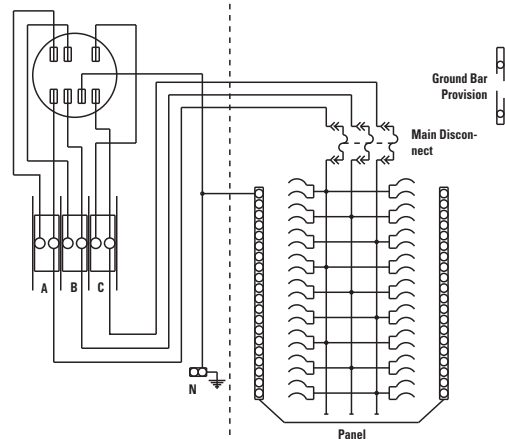 Ground Bar
Provision
Main Discon-
nect
A B C
N
Panel